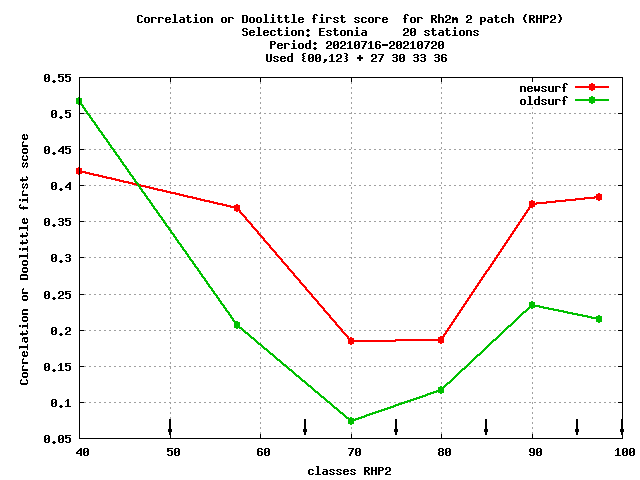 Correlation or Doolittle first score  for Rh2m 2 patch (RHP2)
Selection: Estonia     20 stations
Period: 20210716-20210720
Used {00,12} + 27 30 33 36
newsurf
oldsurf
Correlation or Doolittle first score
0.55
0.5
0.45
0.4
0.35
0.3
0.25
0.2
0.15
0.1
0.05
40 50 60 70 80 90 100
classes RHP2